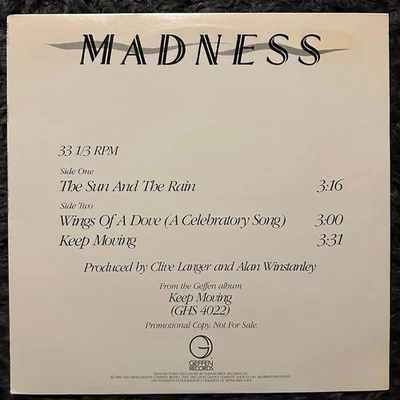 MADNESS
33 1/3 RPM
Side One
The Sun And The Rain 3:16
Side Two
Wings Of A Dove (A Celebratory Song) 3:00
Keep Moving 3:31
Produced by Clive Langer and Alan Winstanley
From the Geffen album
Keep Moving
(GHS 4022)
Promotional Copy. Not For Sale.
G
GEFFEN
RECORDS